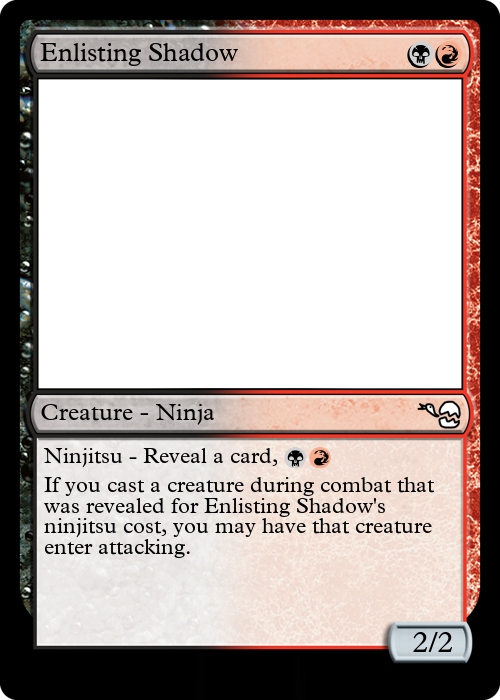 Enlisting Shadow
Creature - Ninja
Ninjitsu - Reveal a card,
If you cast a creature during combat that
was revealed for Enlisting Shadow's
ninjitsu cost, you may have that creature
enter attacking.
2/2